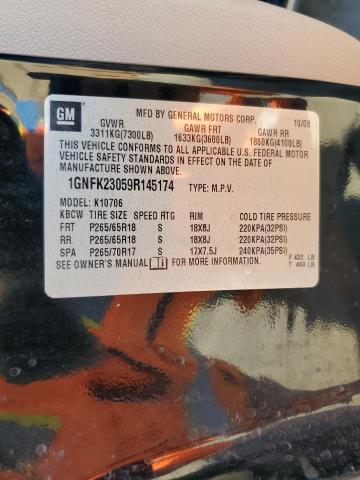 GM
MFD BY GENERAL MOTORS CORP. 10/08
GVWR GAWR FRT GAWR RR
3311KG(7300LB) 1633KG(3600LB) 1860KG(4100LB)
THIS VEHICLE CONFORMS TO ALL APPLICABLE U.S. FEDERAL MOTOR
VEHICLE SAFETY STANDARDS IN EFFECT ON THE DATE OF
MANUFACTURE SHOWN ABOVE.
1GNFK23059R145174 TYPE: M.P.V.
MODEL: K10706
KBCW TIRE SIZE SPEED RTG RIM COLD TIRE PRESSURE
FRT P265/65R18 S 18X8J 220KPA(32PSI)
RR P265/65R18 S 18X8J 220KPA(32PSI)
SPA P265/70R17 S 17X7.5J 240KPA(35PSI)
SEE OWNER'S MANUAL FOR MORE INFORMATION
F 432 LB
T 468 LB